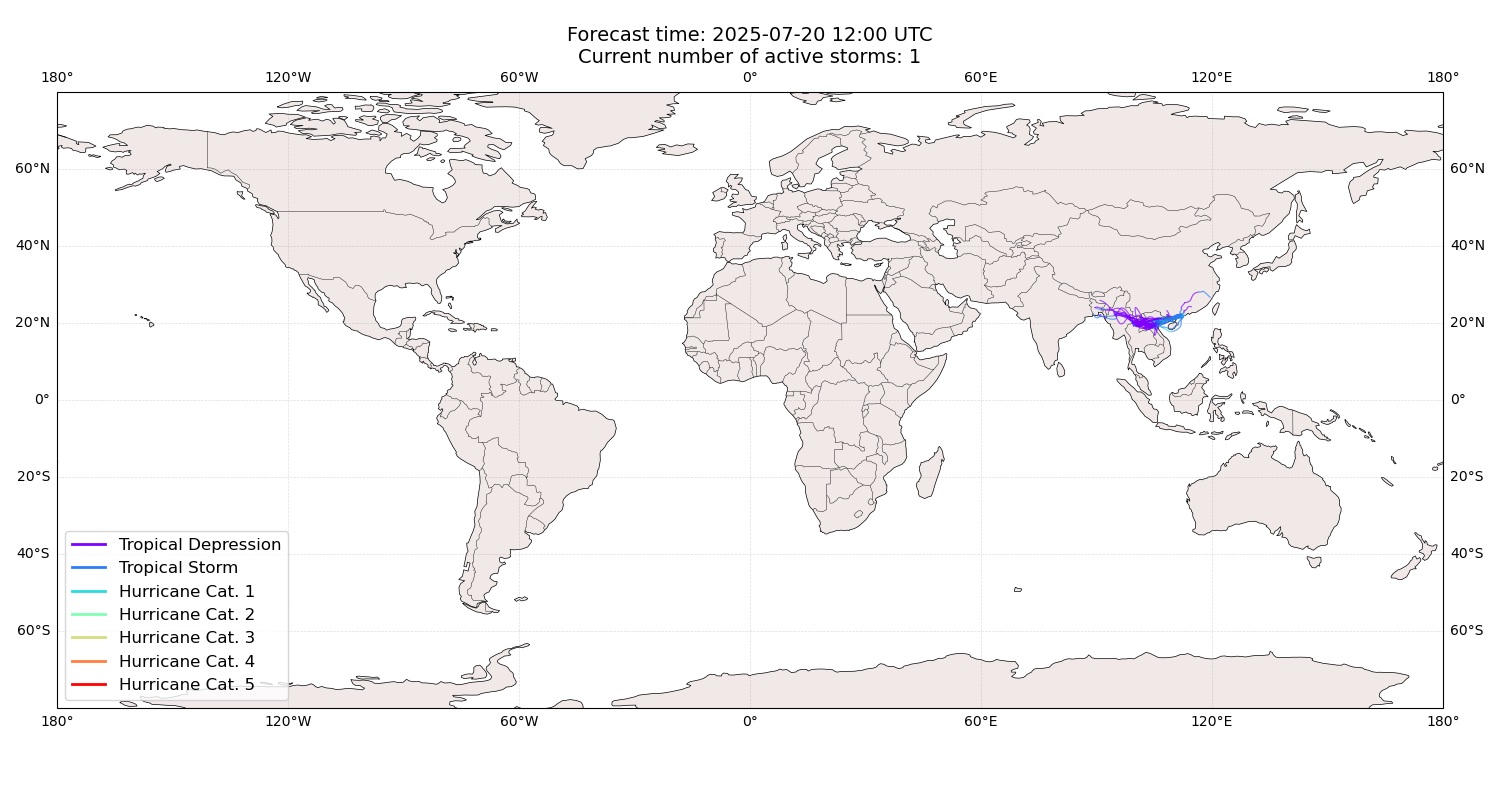 Forecast time: 2025-07-20 12:00 UTC
Current number of active storms: 1
180° 120°W 60°W 0° 60°E 120°E 180°
60°N 60°N
40°N 40°N
20°N 20°N
0° 0°
20°S 20°S
40°S 40°S
60°S 60°S
Tropical Depression
Tropical Storm
Hurricane Cat. 1
Hurricane Cat. 2
Hurricane Cat. 3
Hurricane Cat. 4
Hurricane Cat. 5
180° 120°W 60°W 0° 60°E 120°E 180°